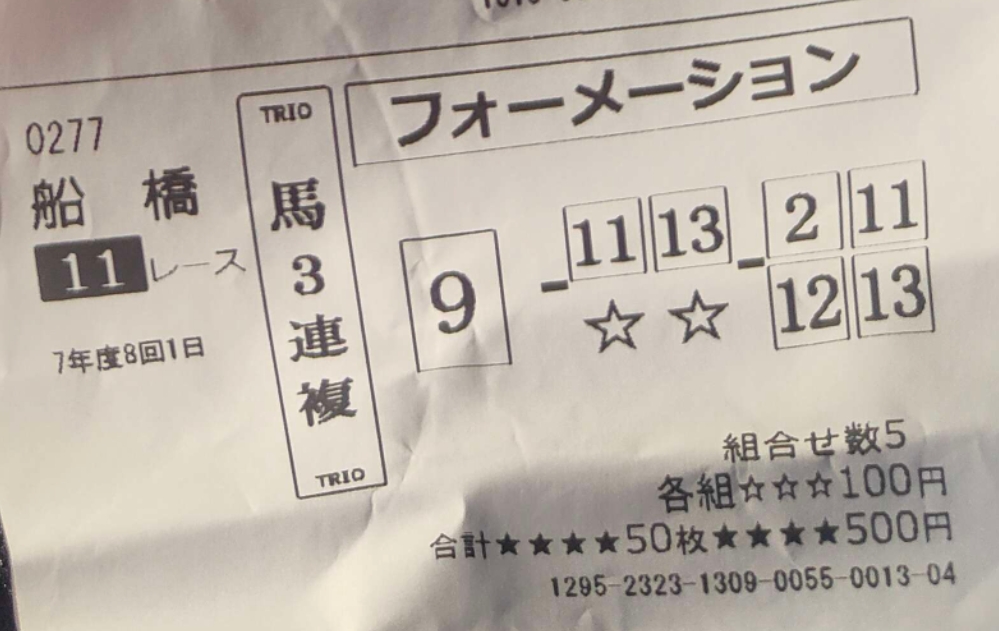 フォーメーション
0277
船橋
11レース
7年度8回1日
TRIO
馬3連複
TRIO
9 - 11 13 - 2 11
☆ ☆ 12 13
組合せ数5
各組☆☆☆100円
合計★★★★50枚★★★★500円
1295-2323-1309-0055-0013-04